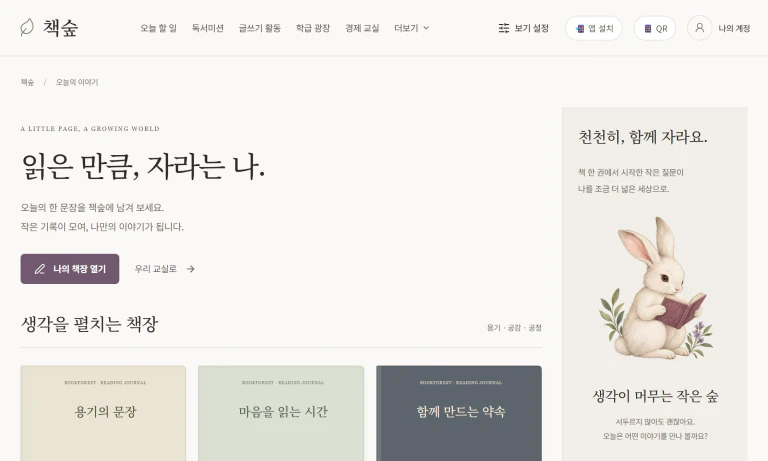 책숲
오늘 할 일
독서미션
글쓰기 활동
학급 광장
경제 교실
더보기
보기 설정
앱 설치
QR
나의 계정
책숲 / 오늘의 이야기
A LITTLE PAGE, A GROWING WORLD
읽은 만큼, 자라는 나.
오늘의 한 문장을 책숲에 남겨 보세요.
작은 기록이 모여, 나만의 이야기가 됩니다.
나의 책장 열기
우리 교실로
생각을 펼치는 책장
용기 · 공감 · 공정
BOOKFOREST · READING JOURNAL
용기의 문장
BOOKFOREST · READING JOURNAL
마음을 읽는 시간
BOOKFOREST · READING JOURNAL
함께 만드는 약속
천천히, 함께 자라요.
책 한 권에서 시작한 작은 질문이
나를 조금 더 넓은 세상으로.
생각이 머무는 작은 숲
서두르지 않아도 괜찮아요.
오늘은 어떤 이야기를 만나 볼까요?